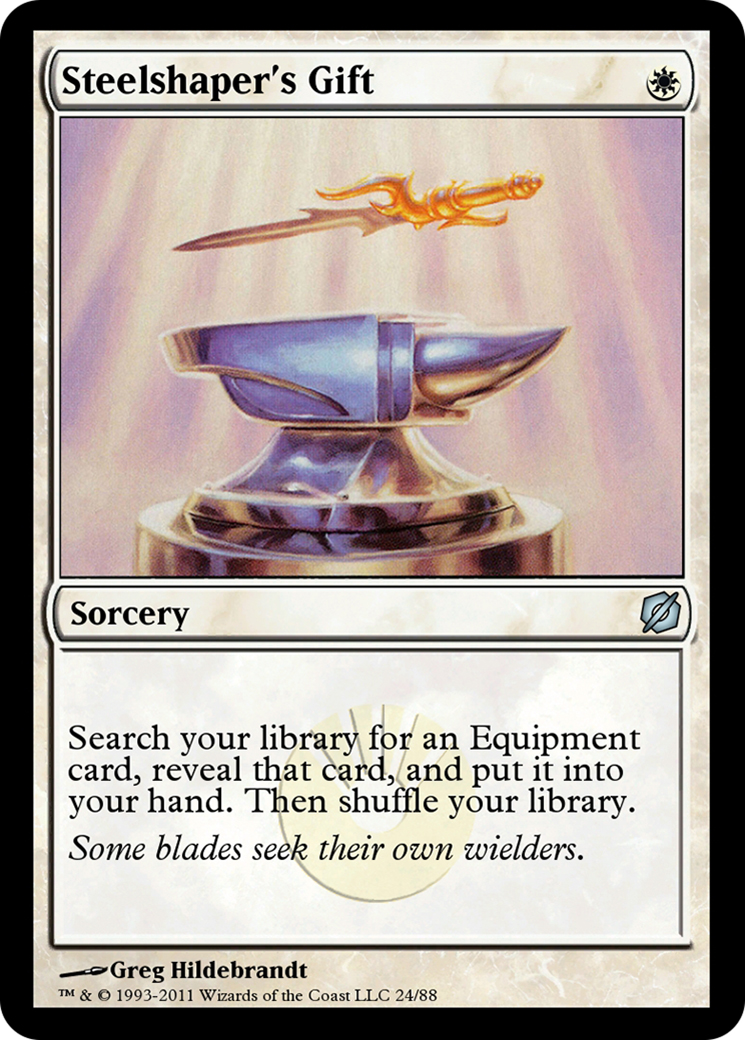 Steelshaper's Gift
Sorcery
Search your library for an Equipment
card, reveal that card, and put it into
your hand. Then shuffle your library.
Some blades seek their own wielders.
Greg Hildebrandt
™ & © 1993-2011 Wizards of the Coast LLC 24/88